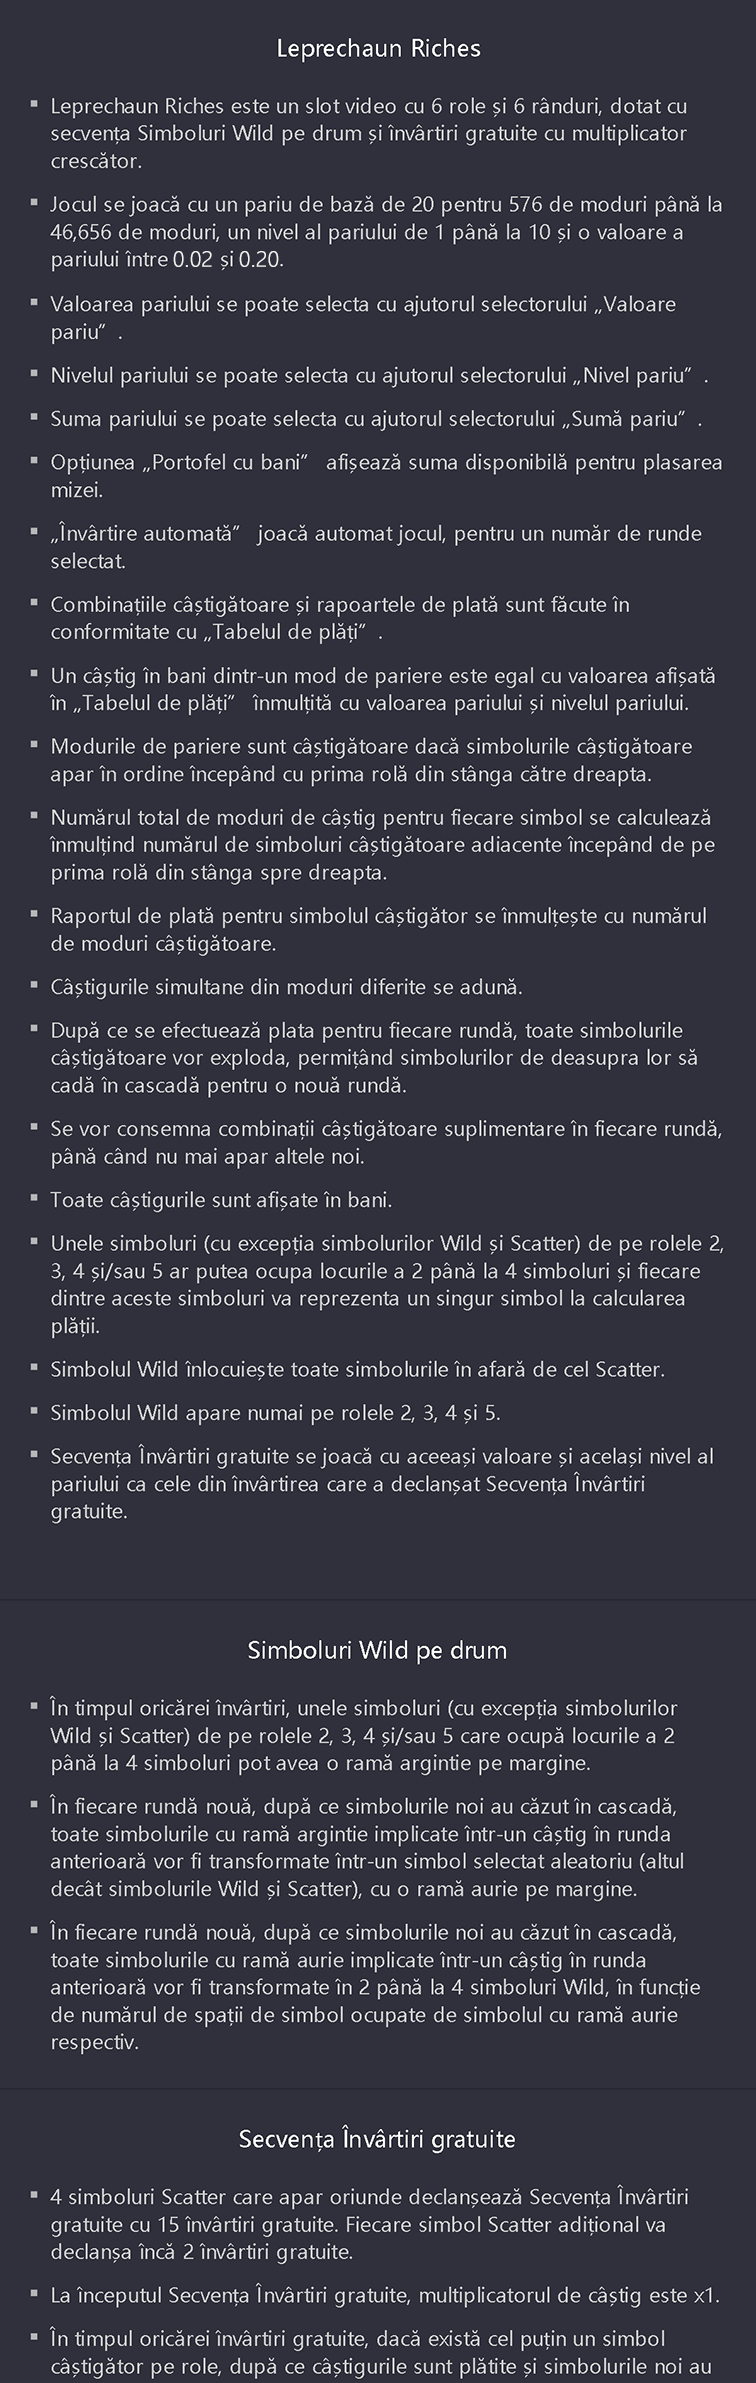 Leprechaun Riches
▪ Leprechaun Riches este un slot video cu 6 role și 6 rânduri, dotat cu
secvența Simboluri Wild pe drum și învârtiri gratuite cu multiplicator
crescător.
▪ Jocul se joacă cu un pariu de bază de 20 pentru 576 de moduri până la
46,656 de moduri, un nivel al pariului de 1 până la 10 și o valoare a
pariului între 0.02 și 0.20.
▪ Valoarea pariului se poate selecta cu ajutorul selectorului „Valoare
pariu” .
▪ Nivelul pariului se poate selecta cu ajutorul selectorului „Nivel pariu” .
▪ Suma pariului se poate selecta cu ajutorul selectorului „Sumă pariu” .
▪ Opțiunea „Portofel cu bani” afișează suma disponibilă pentru plasarea
mizei.
▪ „Învârtire automată” joacă automat jocul, pentru un număr de runde
selectat.
▪ Combinațiile câștigătoare și rapoartele de plată sunt făcute în
conformitate cu „Tabelul de plăți” .
▪ Un câștig în bani dintr-un mod de pariere este egal cu valoarea afișată
în „Tabelul de plăți” înmulțită cu valoarea pariului și nivelul pariului.
▪ Modurile de pariere sunt câștigătoare dacă simbolurile câștigătoare
apar în ordine începând cu prima rolă din stânga către dreapta.
▪ Numărul total de moduri de câștig pentru fiecare simbol se calculează
înmulțind numărul de simboluri câștigătoare adiacente începând de pe
prima rolă din stânga spre dreapta.
▪ Raportul de plată pentru simbolul câștigător se înmulțește cu numărul
de moduri câștigătoare.
▪ Câștigurile simultane din moduri diferite se adună.
▪ După ce se efectuează plata pentru fiecare rundă, toate simbolurile
câștigătoare vor exploda, permițând simbolurilor de deasupra lor să
cadă în cascadă pentru o nouă rundă.
▪ Se vor consemna combinații câștigătoare suplimentare în fiecare rundă,
până când nu mai apar altele noi.
▪ Toate câștigurile sunt afișate în bani.
▪ Unele simboluri (cu excepția simbolurilor Wild și Scatter) de pe rolele 2,
3, 4 și/sau 5 ar putea ocupa locurile a 2 până la 4 simboluri și fiecare
dintre aceste simboluri va reprezenta un singur simbol la calcularea
plății.
▪ Simbolul Wild înlocuiește toate simbolurile în afară de cel Scatter.
▪ Simbolul Wild apare numai pe rolele 2, 3, 4 și 5.
▪ Secvența Învârtiri gratuite se joacă cu aceeași valoare și același nivel al
pariului ca cele din învârtirea care a declanșat Secvența Învârtiri
gratuite.
Simboluri Wild pe drum
▪ În timpul oricărei învârtiri, unele simboluri (cu excepția simbolurilor
Wild și Scatter) de pe rolele 2, 3, 4 și/sau 5 care ocupă locurile a 2
până la 4 simboluri pot avea o ramă argintie pe margine.
▪ În fiecare rundă nouă, după ce simbolurile noi au căzut în cascadă,
toate simbolurile cu ramă argintie implicate într-un câștig în runda
anterioară vor fi transformate într-un simbol selectat aleatoriu (altul
decât simbolurile Wild și Scatter), cu o ramă aurie pe margine.
▪ În fiecare rundă nouă, după ce simbolurile noi au căzut în cascadă,
toate simbolurile cu ramă aurie implicate într-un câștig în runda
anterioară vor fi transformate în 2 până la 4 simboluri Wild, în funcție
de numărul de spații de simbol ocupate de simbolul cu ramă aurie
respectiv.
Secvența Învârtiri gratuite
▪ 4 simboluri Scatter care apar oriunde declanșează Secvența Învârtiri
gratuite cu 15 învârtiri gratuite. Fiecare simbol Scatter adițional va
declanșa încă 2 învârtiri gratuite.
▪ La începutul Secvența Învârtiri gratuite, multiplicatorul de câștig este x1.
▪ În timpul oricărei învârtiri gratuite, dacă există cel puțin un simbol
câștigător pe role, după ce câștigurile sunt plătite și simbolurile noi au